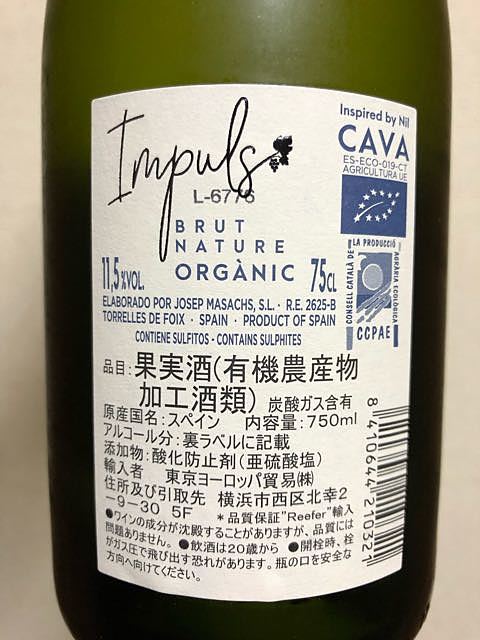 Impuls
L-6776
Inspired by Nil
CAVA
ES-ECO-019-CT
AGRICULTURA UE
BRUT
NATURE
ORGÀNIC
11,5%VOL.
75CL
CONSELL CATALÀ DE LA PRODUCCIÓ AGRÀRIA ECOLÒGICA
CCPAE
ELABORADO POR JOSEP MASACHS, S.L. · R.E. 2625-B
TORRELLES DE FOIX · SPAIN · PRODUCT OF SPAIN
CONTIENE SULFITOS · CONTAINS SULPHITES
品目:果実酒(有機農産物
加工酒類) 炭酸ガス含有
原産国名:スペイン 内容量:750ml
アルコール分:裏ラベルに記載
添加物:酸化防止剤(亜硫酸塩)
輸入者 東京ヨーロッパ貿易㈱
住所及び引取先 横浜市西区北幸2
-9-30 5F *品質保証"Reefer"輸入
●ワインの成分が沈殿することがありますが、品質には
問題ありません。●飲酒は20歳から ●開栓時、栓
がガス圧で飛び出す恐れがあります。瓶の口を安全な
方向へ向けてください。
8 410644 210321